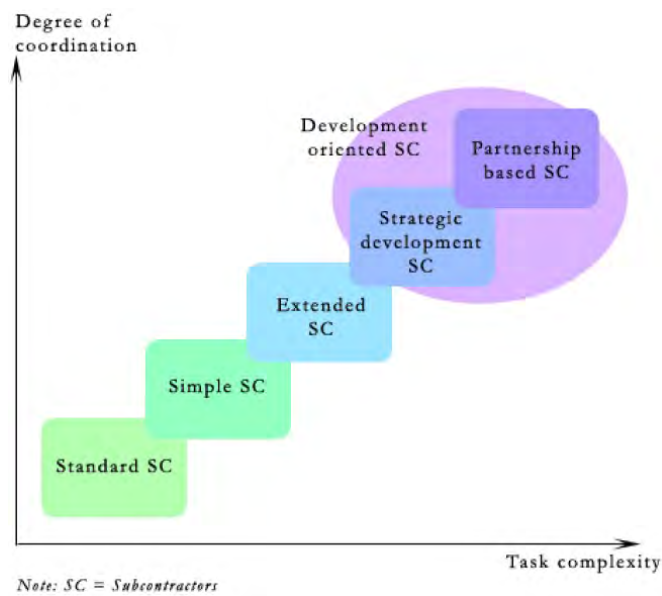 Degree of
coordination
Development
oriented SC
Partnership
based SC
Strategic
development
SC
Extended
SC
Simple SC
Standard SC
Task complexity
Note: SC = Subcontractors